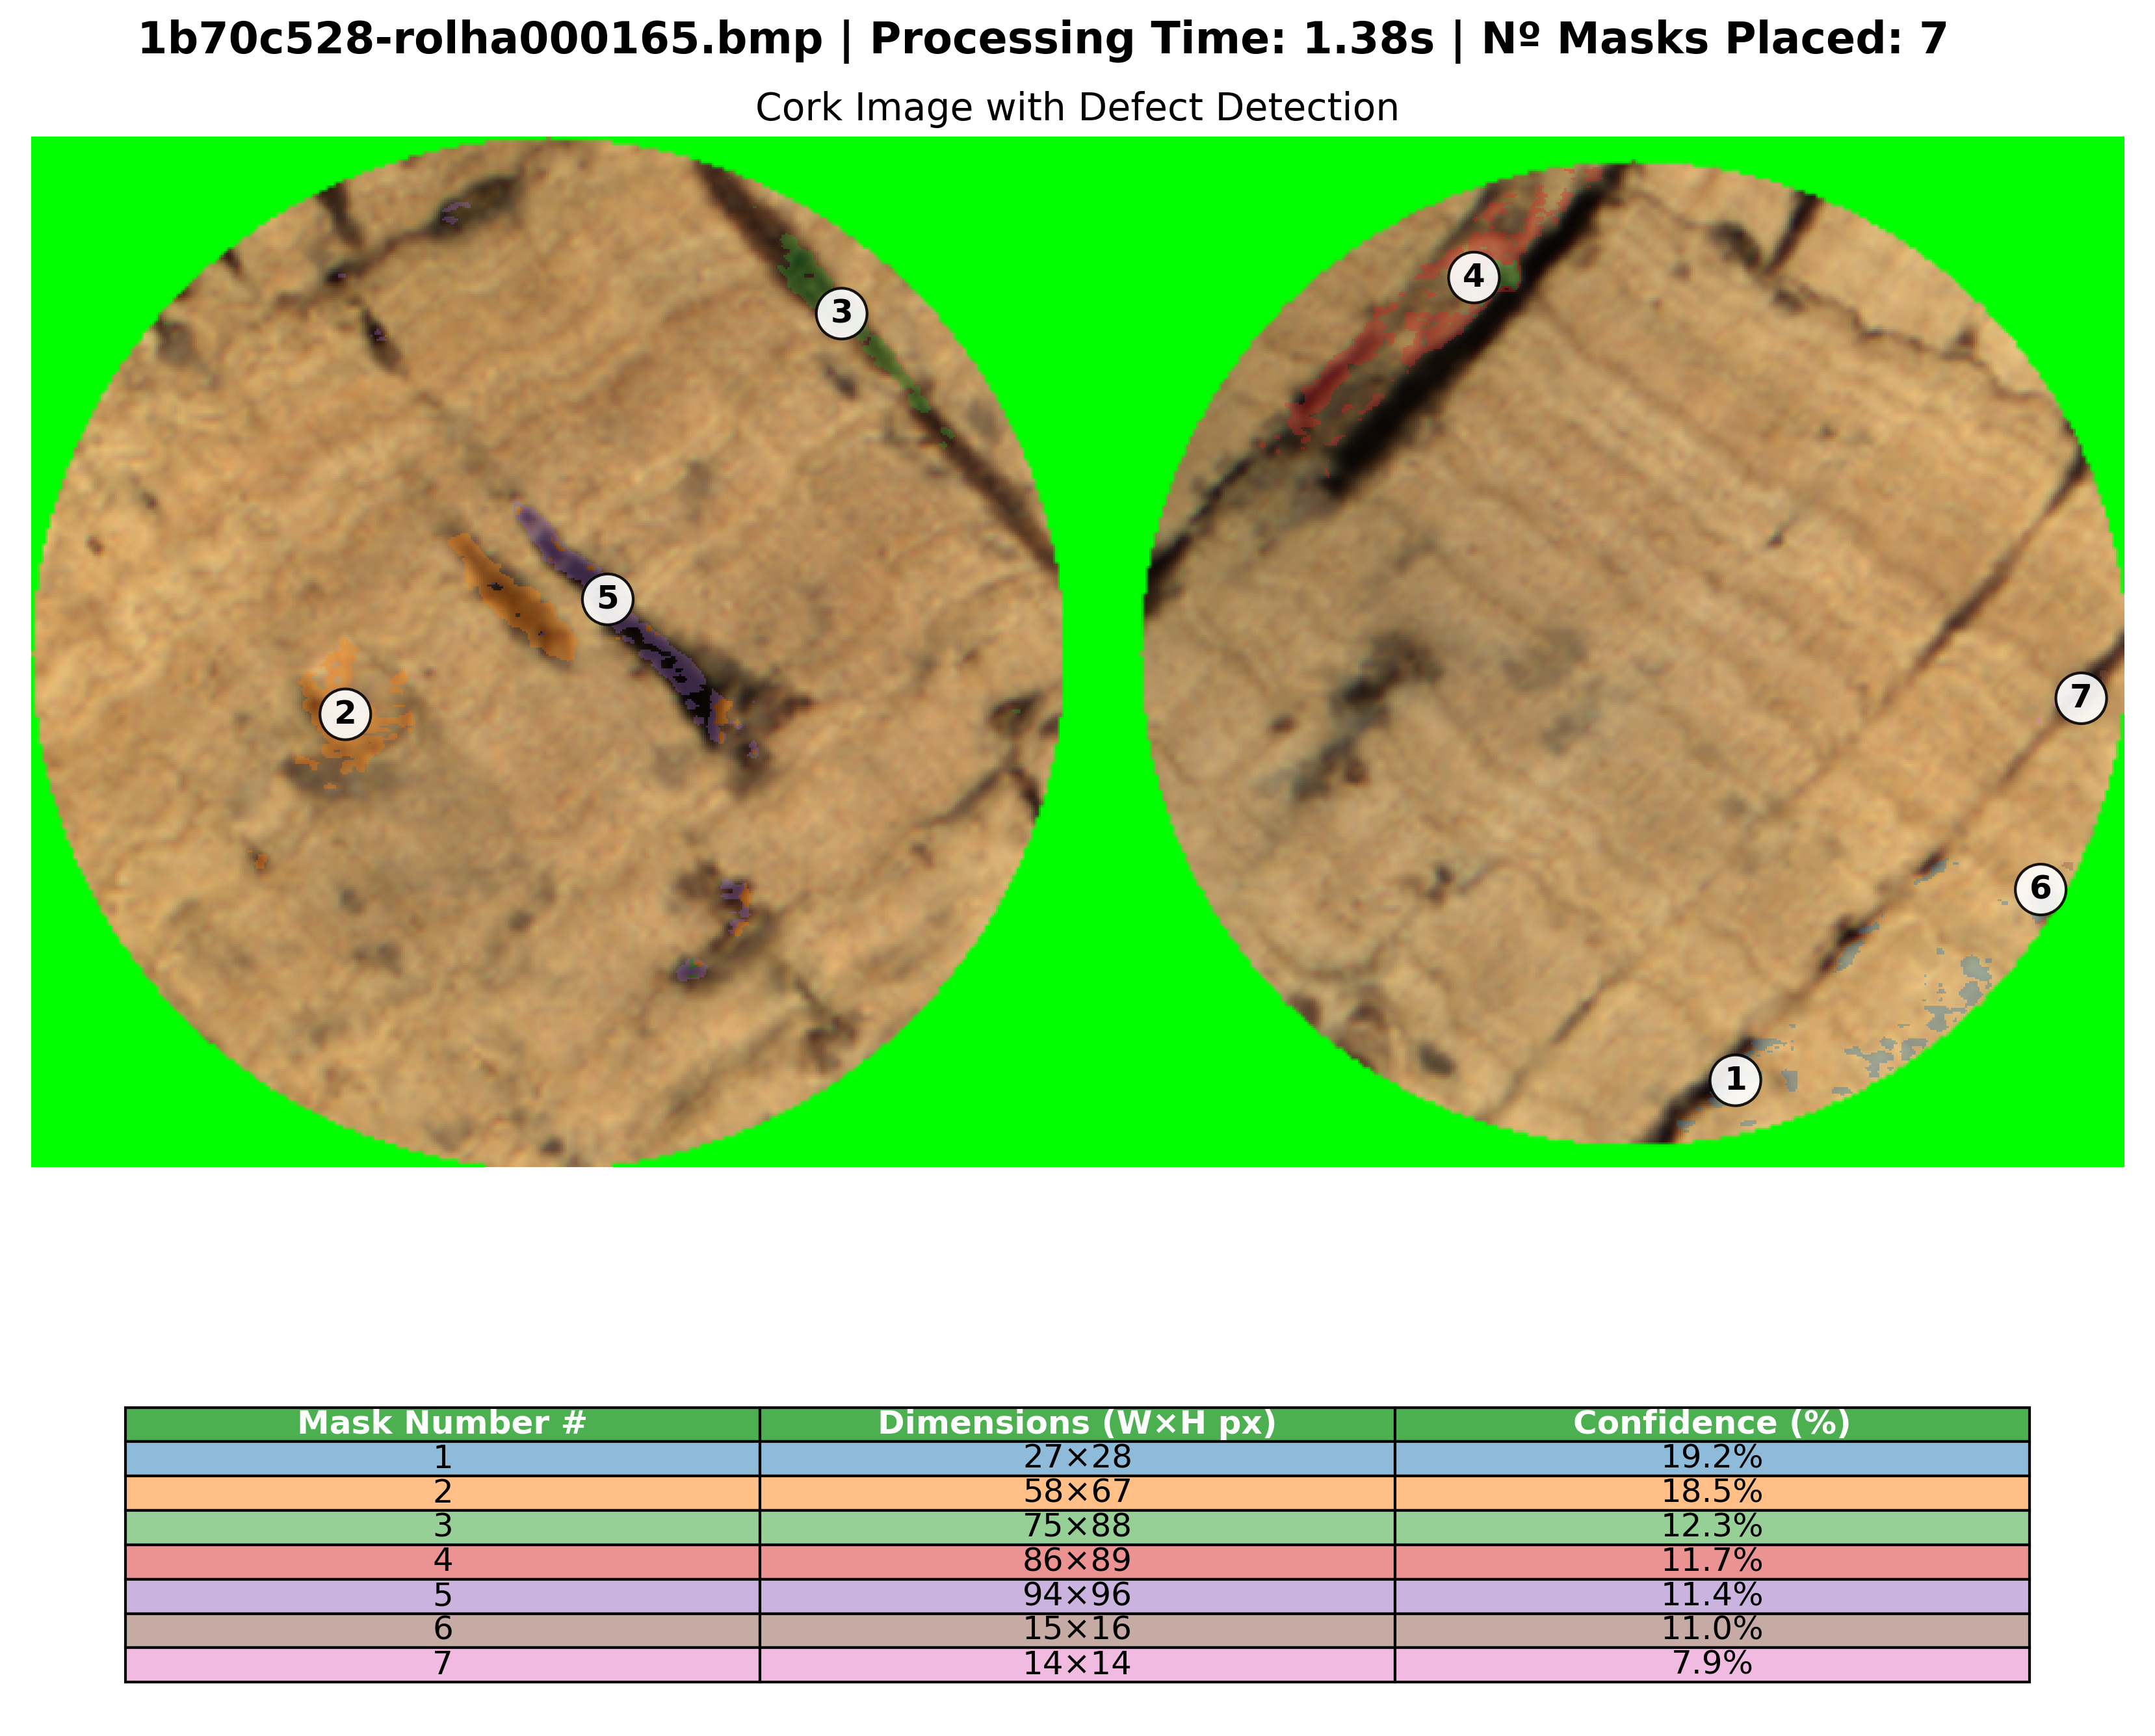 1b70c528-rolha000165.bmp | Processing Time: 1.38s | Nº Masks Placed: 7
Cork Image with Defect Detection
3
4
5
2
7
6
1
Mask Number # Dimensions (W×H px) Confidence (%)
1 27×28 19.2%
2 58×67 18.5%
3 75×88 12.3%
4 86×89 11.7%
5 94×96 11.4%
6 15×16 11.0%
7 14×14 7.9%